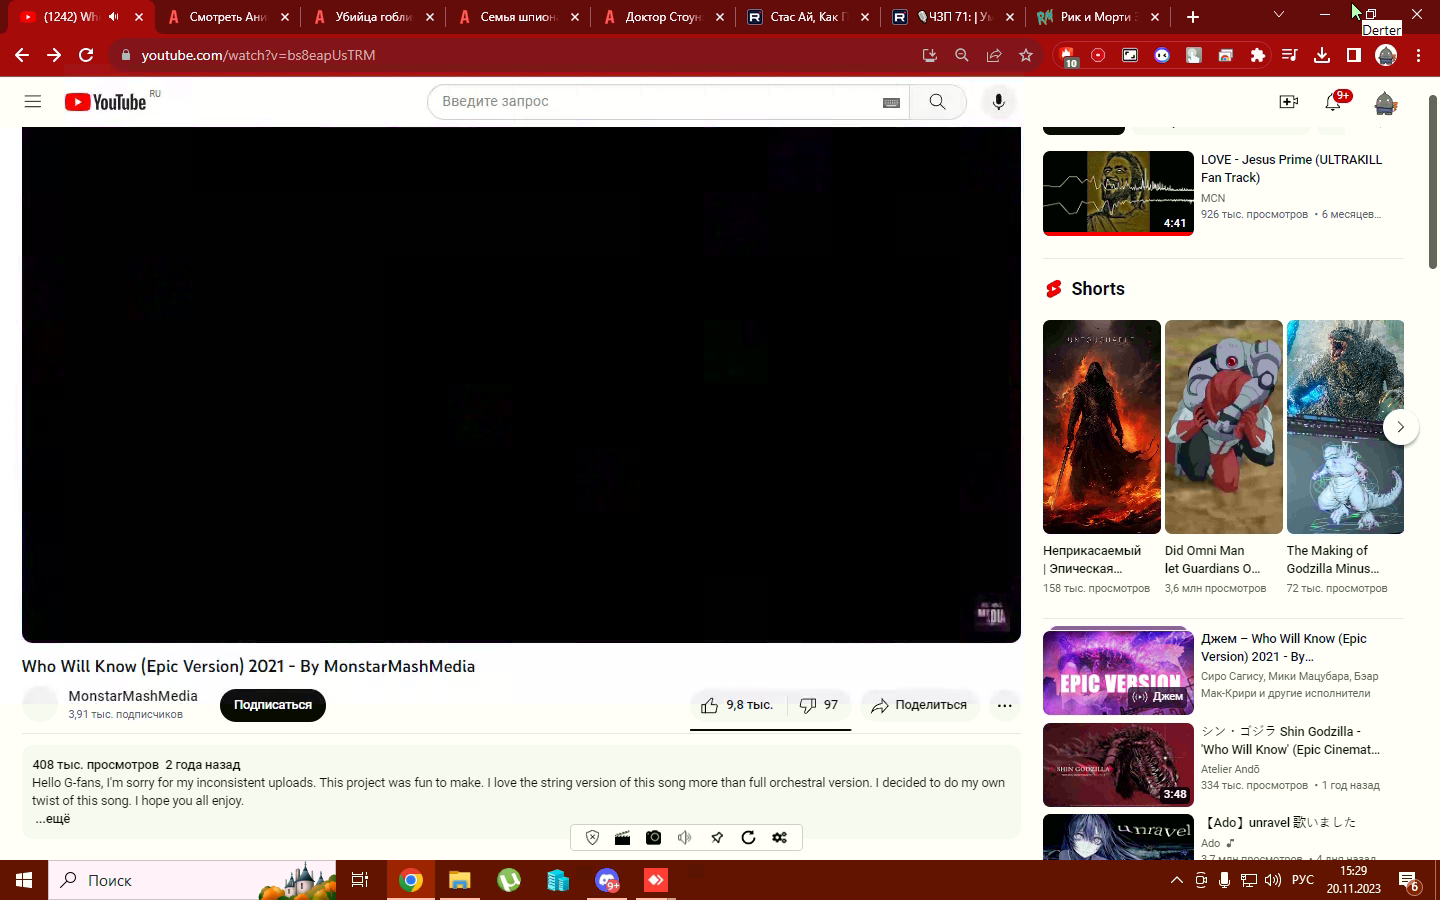 (1242) Wh
Смотреть Ани
Убийца гобли
Семья шпион
Доктор Стоун
Стас Ай, Как П
ЧЗП 71: | Ум
Рик и Морти
Derter
youtube.com/watch?v=bs8eapUsTRM
10
YouTube RU
Введите запрос
9+
LOVE - Jesus Prime (ULTRAKILL
Fan Track)
MCN
926 тыс. просмотров • 6 месяцев...
4:41
Shorts
UNTOUCHABLE
Неприкасаемый
| Эпическая...
158 тыс. просмотров
Did Omni Man
let Guardians O...
3,6 млн просмотров
The Making of
Godzilla Minus...
72 тыс. просмотров
MEDIA
Who Will Know (Epic Version) 2021 - By MonstarMashMedia
MonstarMashMedia
3,91 тыс. подписчиков
Подписаться
9,8 тыс.
97
Поделиться
408 тыс. просмотров 2 года назад
Hello G-fans, I'm sorry for my inconsistent uploads. This project was fun to make. I love the string version of this song more than full orchestral version. I decided to do my own
twist of this song. I hope you all enjoy.
...ещё
EPIC VERSION
Джем
Джем – Who Will Know (Epic
Version) 2021 - By...
Сиро Сагису, Мики Мацубара, Бэар
Мак-Крири и другие исполнители
SHIN GODZILLA
3:48
シン・ゴジラ Shin Godzilla -
'Who Will Know' (Epic Cinemat...
Atelier Andō
334 тыс. просмотров • 1 год назад
unravel
【Ado】unravel 歌いました
Ado
3,7 млн просмотров • 4 дня назад
Поиск
9+
РУС
15:29
20.11.2023
6